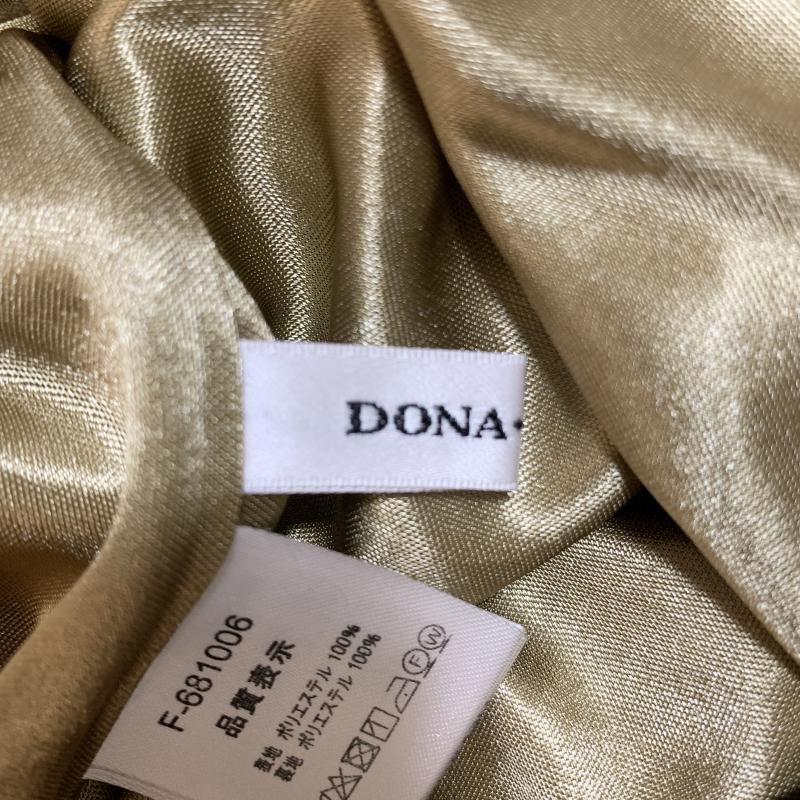 DONA・
F-681006
品質表示
表地 ポリエステル 100%
裏地 ポリエステル 100%
F W